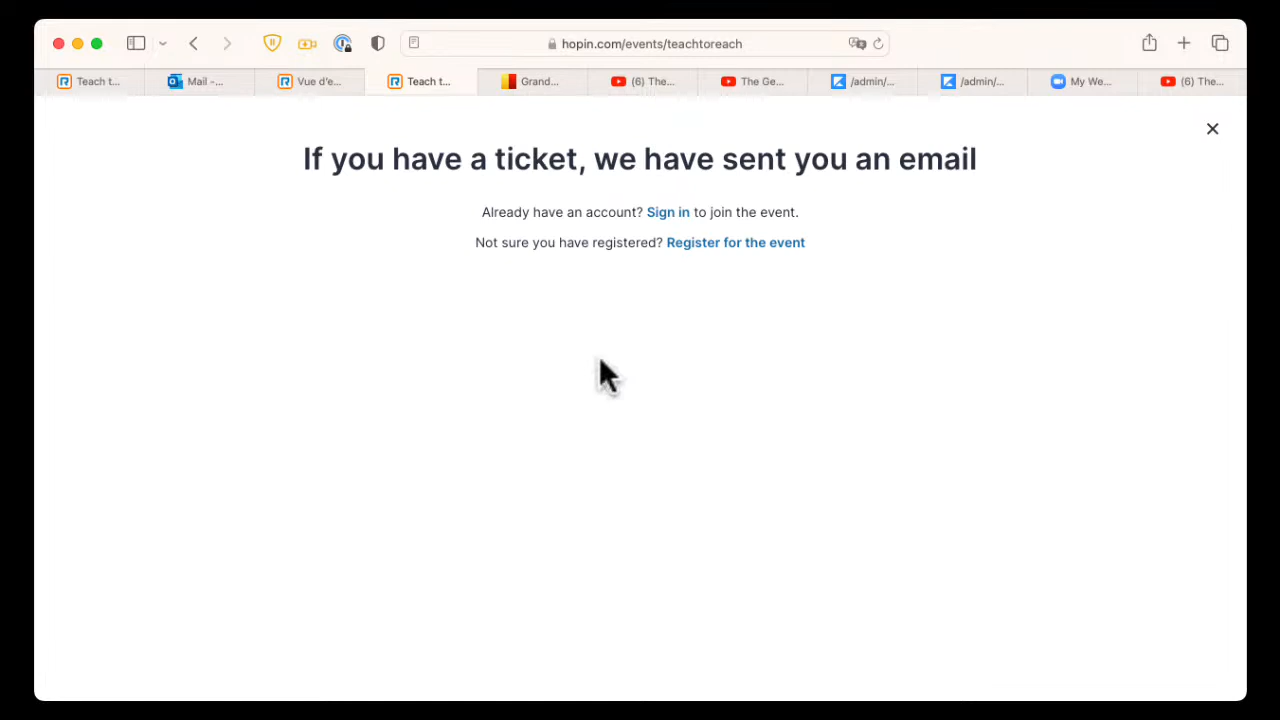 hopin.com/events/teachtoreach
Teach t...
Mail -...
Vue d'e...
Teach t...
Grand...
(6) The...
The Ge...
/admin/...
/admin/...
My We...
(6) The...
If you have a ticket, we have sent you an email
Already have an account? Sign in to join the event.
Not sure you have registered? Register for the event